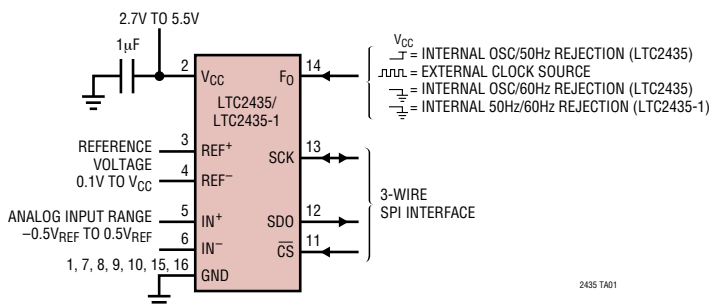 2.7V TO 5.5V
1µF
2
VCC
FO
14
LTC2435/
LTC2435-1
VCC
= INTERNAL OSC/50Hz REJECTION (LTC2435)
= EXTERNAL CLOCK SOURCE
= INTERNAL OSC/60Hz REJECTION (LTC2435)
= INTERNAL 50Hz/60Hz REJECTION (LTC2435-1)
REFERENCE
VOLTAGE
0.1V TO VCC
3
REF+
4
REF–
SCK
13
ANALOG INPUT RANGE
–0.5VREF TO 0.5VREF
5
IN+
6
IN–
SDO
12
CS
11
3-WIRE
SPI INTERFACE
1, 7, 8, 9, 10, 15, 16
GND
2435 TA01